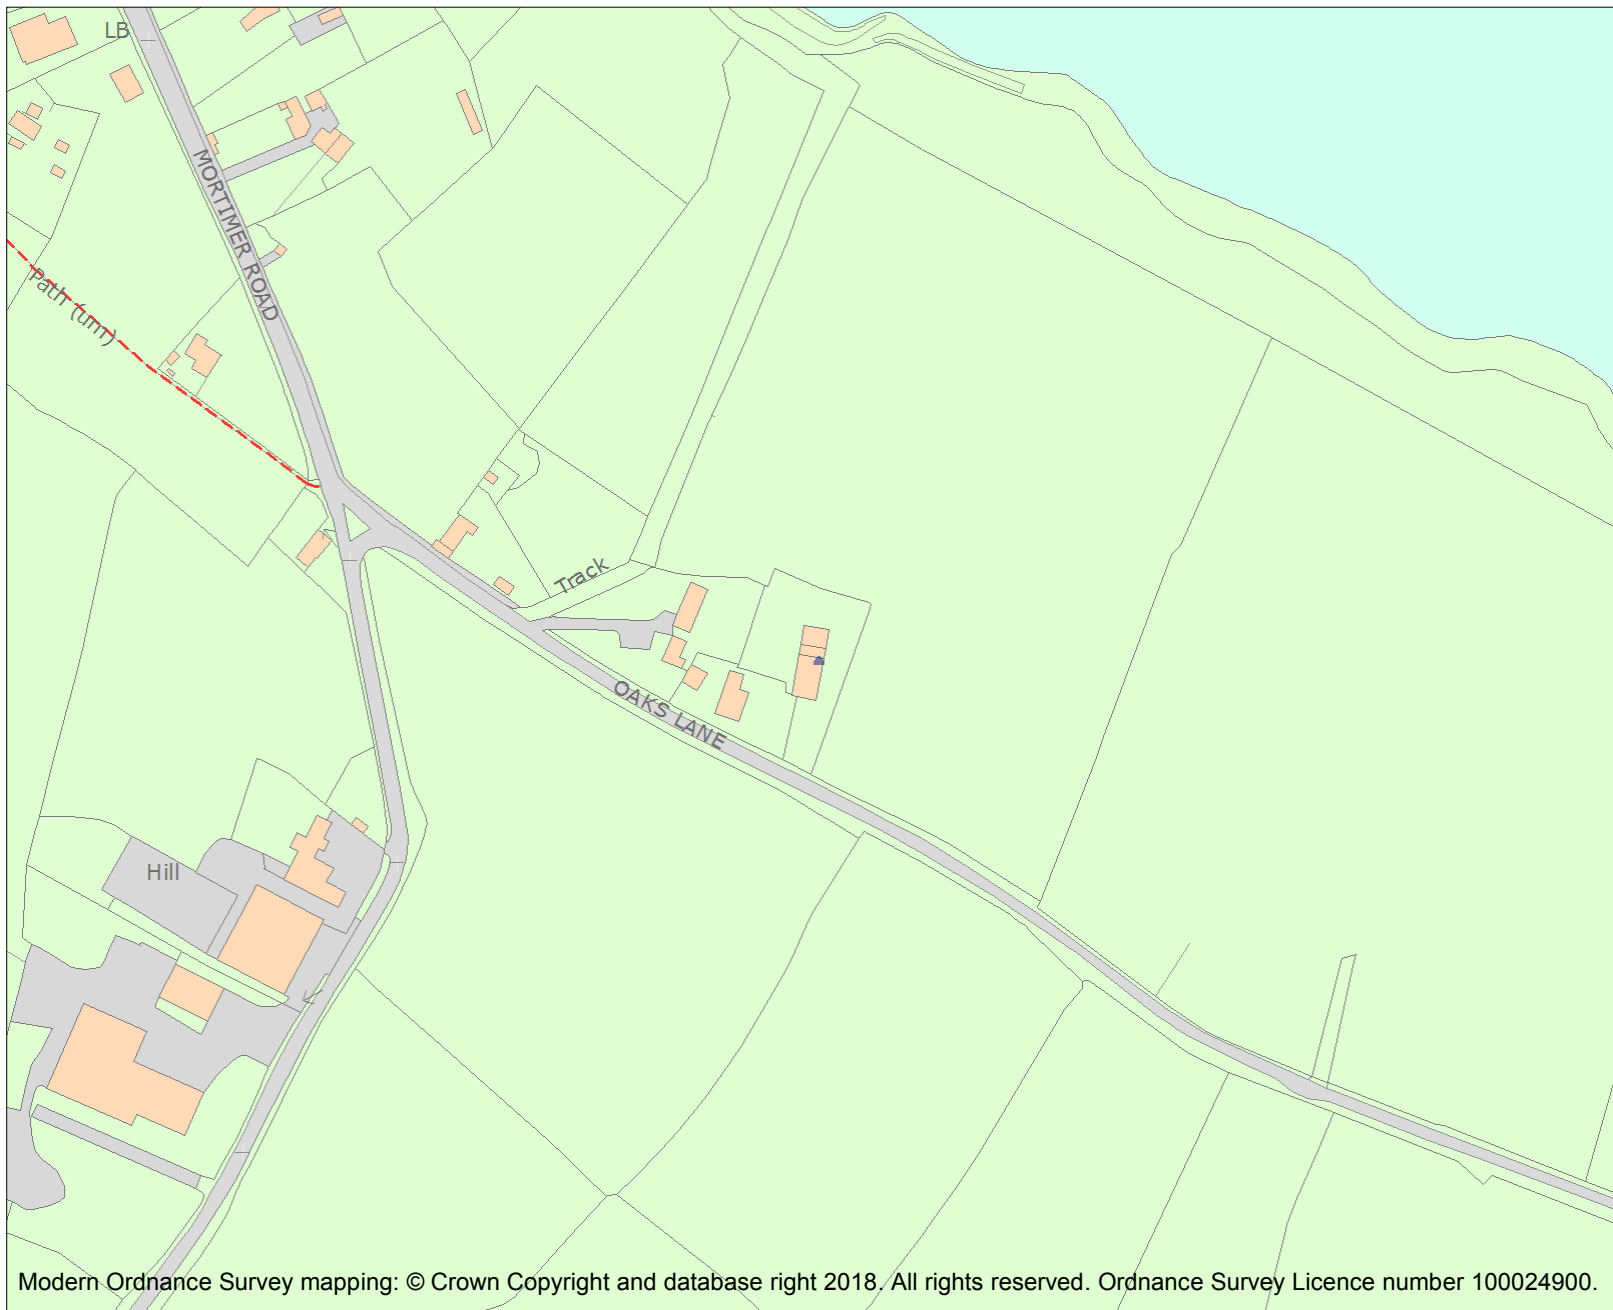 LB
MORTIMER ROAD
Path (um)
Track
OAKS LANE
Hill
Modern Ordnance Survey mapping: © Crown Copyright and database right 2018. All rights reserved. Ordnance Survey Licence number 100024900.